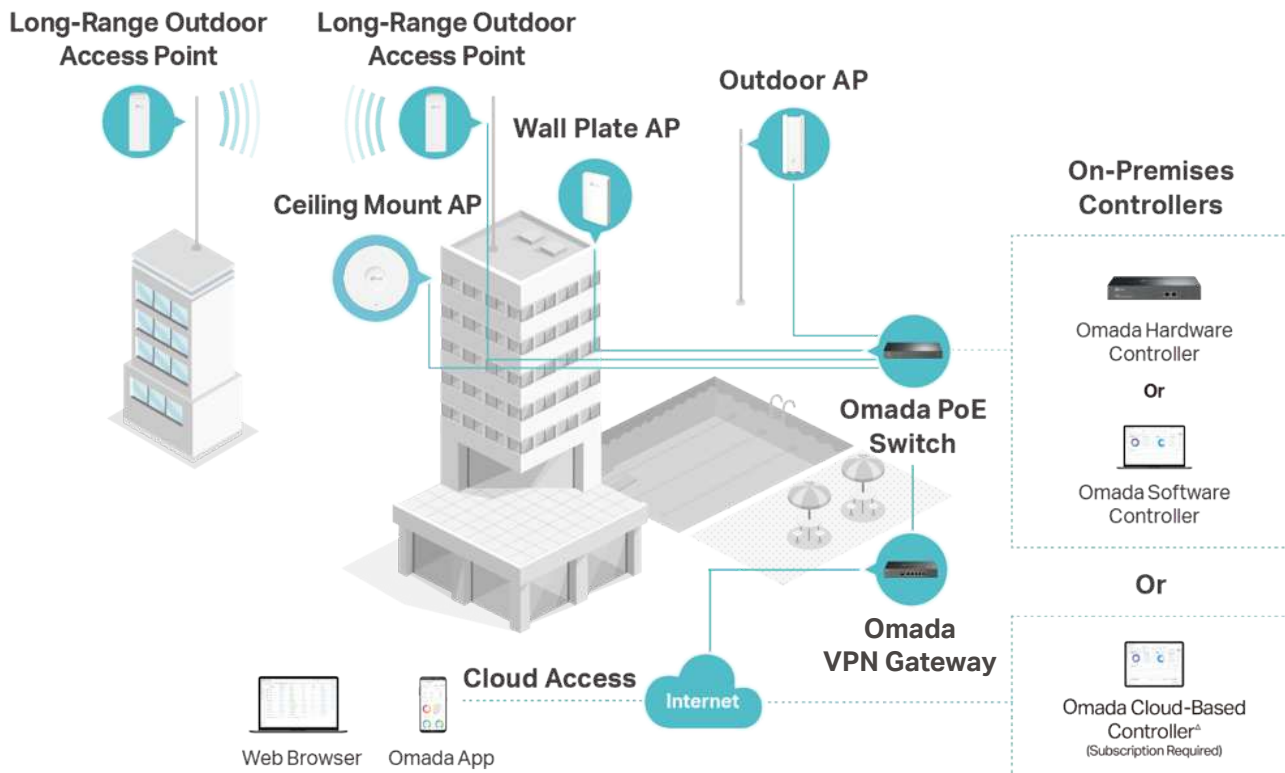 Long-Range Outdoor
Access Point
Long-Range Outdoor
Access Point
Outdoor AP
Wall Plate AP
Ceiling Mount AP
On-Premises
Controllers
Omada Hardware
Controller
Or
Omada PoE
Switch
Omada Software
Controller
Or
Omada
VPN Gateway
Cloud Access
Internet
Omada Cloud-Based
Controller△
(Subscription Required)
Web Browser
Omada App